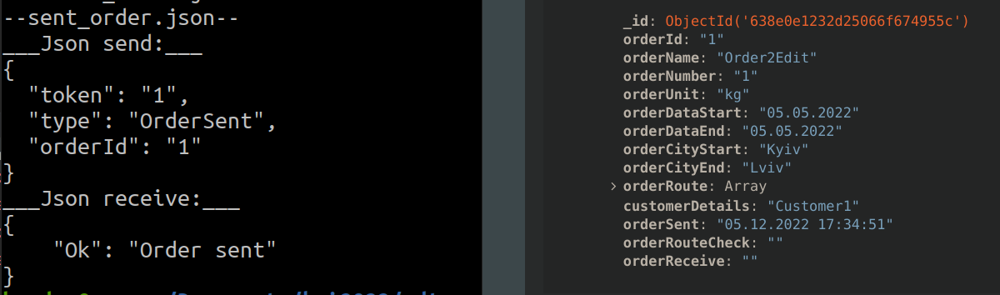 --sent_order.json--
___Json send:___
{
"token": "1",
"type": "OrderSent",
"orderId": "1"
}
___Json receive:___
{
"Ok": "Order sent"
}
_id: ObjectId('638e0e1232d25066f674955c')
orderId: "1"
orderName: "Order2Edit"
orderNumber: "1"
orderUnit: "kg"
orderDataStart: "05.05.2022"
orderDataEnd: "05.05.2022"
orderCityStart: "Kyiv"
orderCityEnd: "Lviv"
> orderRoute: Array
customerDetails: "Customer1"
orderSent: "05.12.2022 17:34:51"
orderRouteCheck: ""
orderReceive: ""